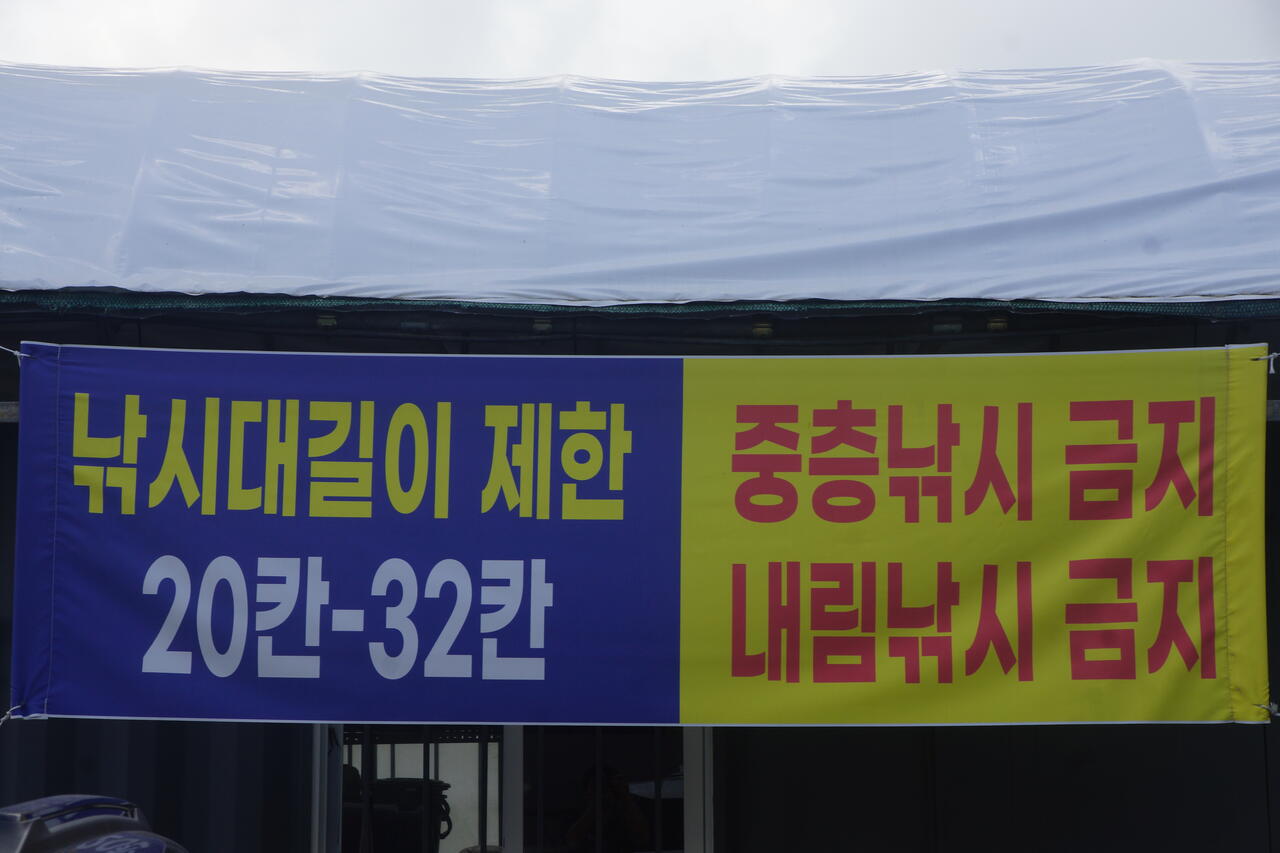 낚시대길이 제한
20칸-32칸
중층낚시 금지
내림낚시 금지